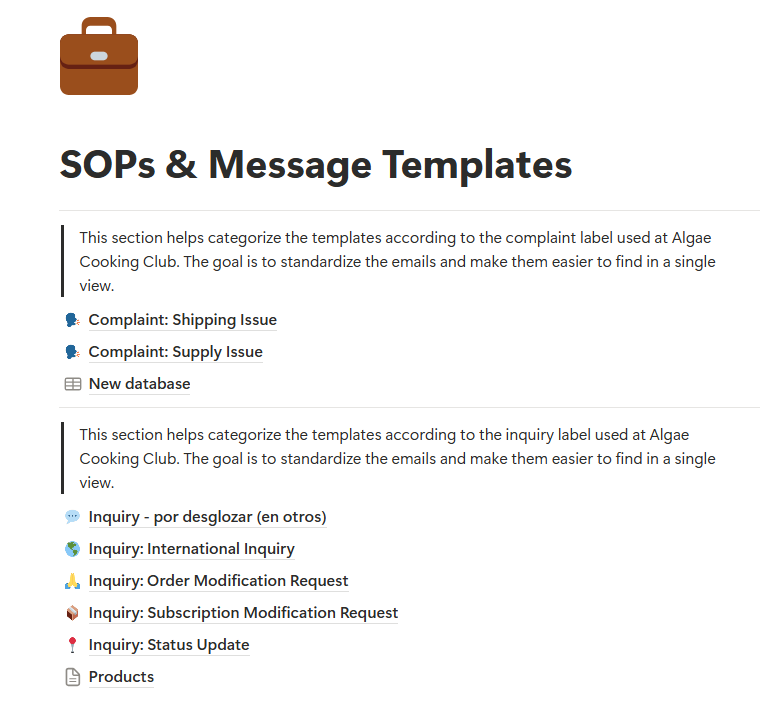 SOPs & Message Templates
This section helps categorize the templates according to the complaint label used at Algae
Cooking Club. The goal is to standardize the emails and make them easier to find in a single
view.
Complaint: Shipping Issue
Complaint: Supply Issue
New database
This section helps categorize the templates according to the inquiry label used at Algae
Cooking Club. The goal is to standardize the emails and make them easier to find in a single
view.
Inquiry - por desglozar (en otros)
Inquiry: International Inquiry
Inquiry: Order Modification Request
Inquiry: Subscription Modification Request
Inquiry: Status Update
Products